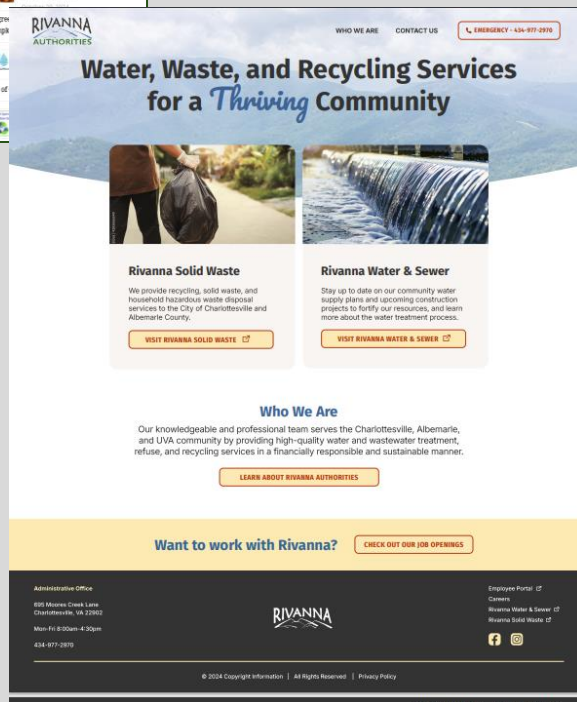 RIVANNA
AUTHORITIES
WHO WE ARE
CONTACT US
EMERGENCY - 434-977-2970
Water, Waste, and Recycling Services
for a Thriving Community
Rivanna Solid Waste
We provide recycling, solid waste, and
household hazardous waste disposal
services to the City of Charlottesville and
Albemarle County.
VISIT RIVANNA SOLID WASTE
Rivanna Water & Sewer
Stay up to date on our community water
supply plans and upcoming construction
projects to fortify our resources, and learn
more about the water treatment process.
VISIT RIVANNA WATER & SEWER
Who We Are
Our knowledgeable and professional team serves the Charlottesville, Albemarle,
and UVA community by providing high-quality water and wastewater treatment,
refuse, and recycling services in a financially responsible and sustainable manner.
LEARN ABOUT RIVANNA AUTHORITIES
Want to work with Rivanna?
CHECK OUT OUR JOB OPENINGS
Administrative Office
695 Moores Creek Lane
Charlottesville, VA 22902
Mon-Fri 8:00am-4:30pm
434-977-2970
RIVANNA
Employee Portal
Careers
Rivanna Water & Sewer
Rivanna Solid Waste
© 2024 Copyright Information | All Rights Reserved | Privacy Policy